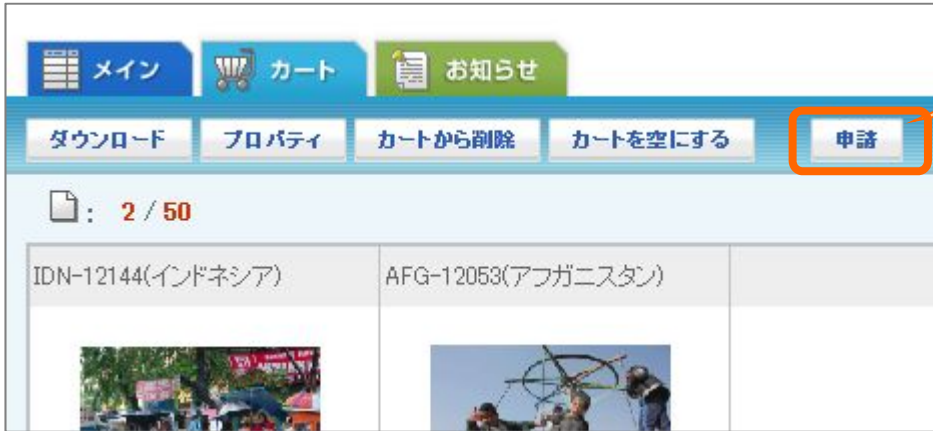 メイン カート お知らせ
ダウンロード プロパティ カートから削除 カートを空にする 申請
: 2 / 50
IDN-12144(インドネシア) AFG-12053(アフガニスタン)